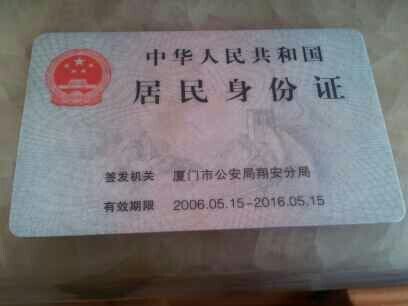 中华人民共和国
居民身份证
签发机关 厦门市公安局翔安分局
有效期限 2006.05.15-2016.05.15